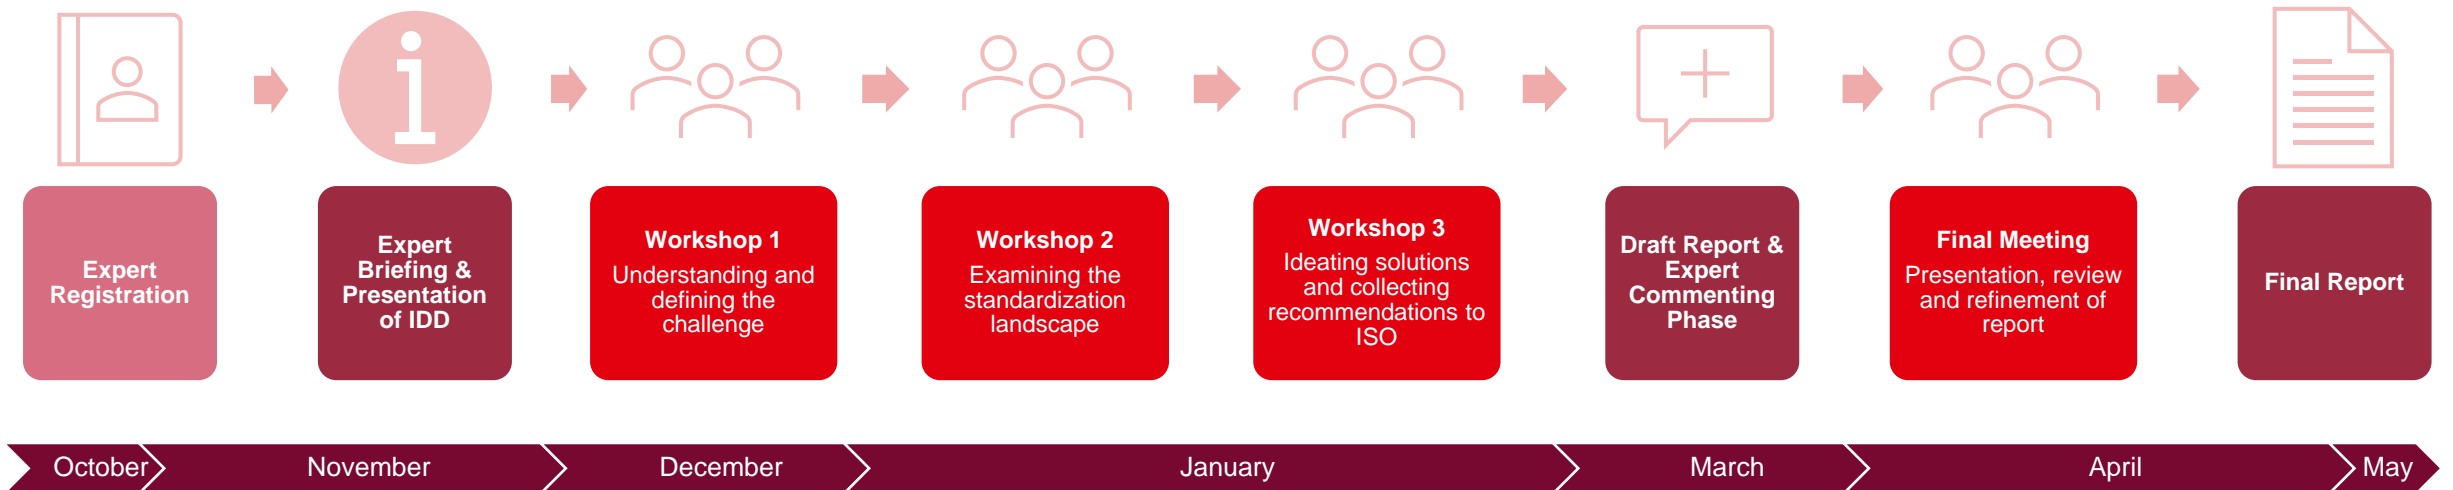 Expert
Registration
Expert
Briefing &
Presentation
of IDD
Workshop 1
Understanding and
defining the
challenge
Workshop 2
Examining the
standardization
landscape
Workshop 3
Ideating solutions
and collecting
recommendations to
ISO
Draft Report &
Expert
Commenting
Phase
Final Meeting
Presentation, review
and refinement of
report
Final Report
October
November
December
January
March
April
May